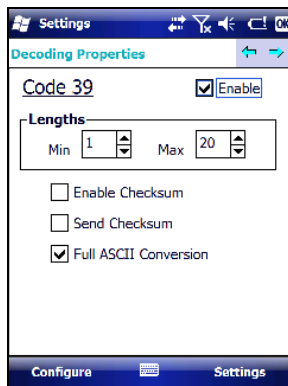 Settings OK
Decoding Properties
Code 39 Enable
Lengths
Min 1 Max 20
Enable Checksum
Send Checksum
Full ASCII Conversion
Configure Settings